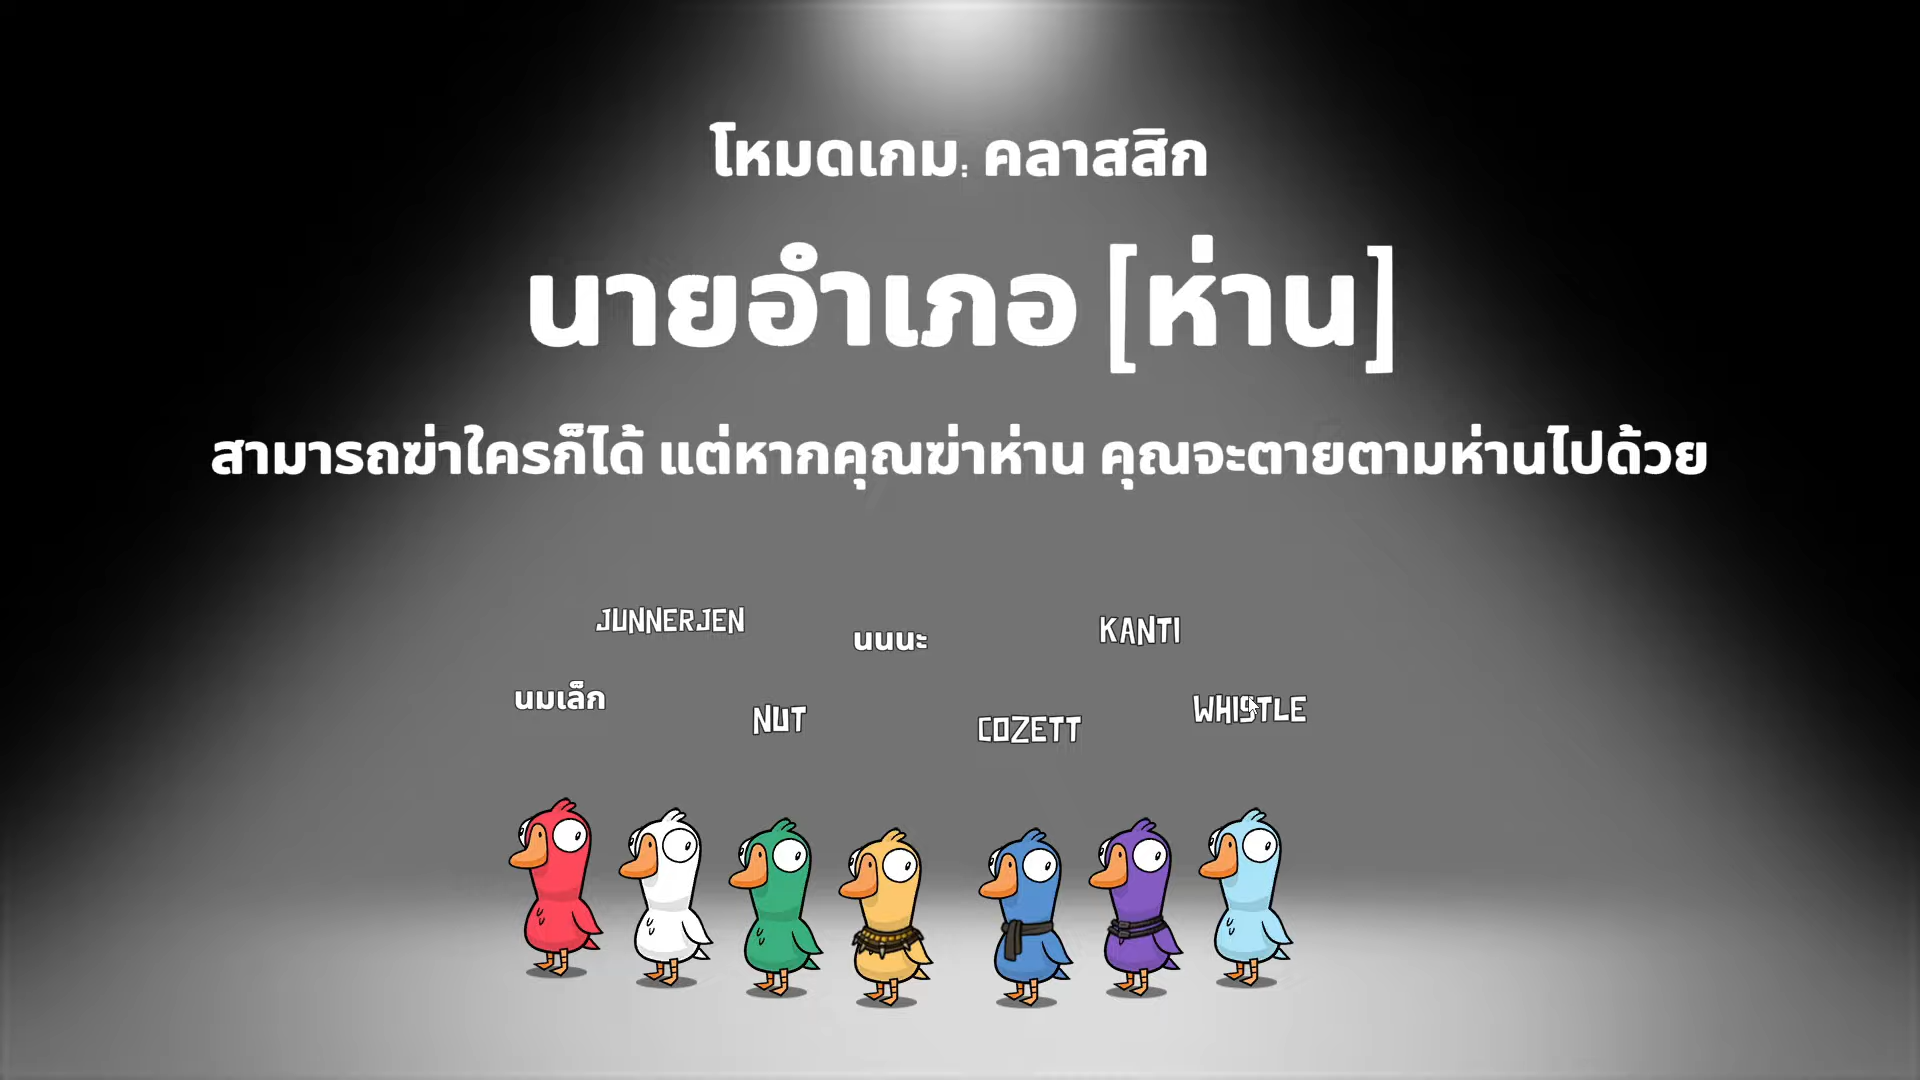 โหมดเกม: คลาสสิก
นายอำเภอ [ห่าน]
สามารถฆ่าใครก็ได้ แต่หากคุณฆ่าห่าน คุณจะตายตามห่านไปด้วย
JUNNERJEN นนนะ KANTI
นมเล็ก NUT COZETT WHISTLE